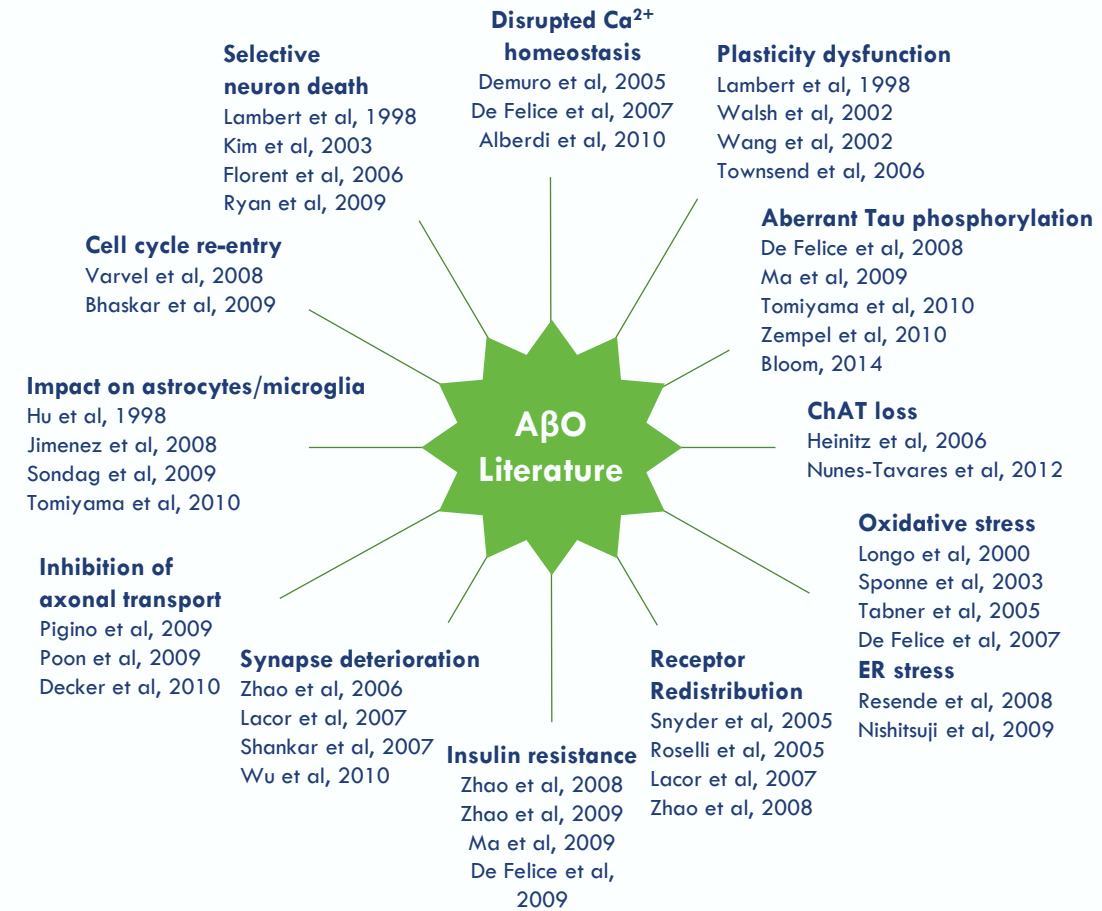 Disrupted Ca²⁺
homeostasis
Demuro et al, 2005
De Felice et al, 2007
Alberdi et al, 2010
Selective
neuron death
Lambert et al, 1998
Kim et al, 2003
Florent et al, 2006
Ryan et al, 2009
Plasticity dysfunction
Lambert et al, 1998
Walsh et al, 2002
Wang et al, 2002
Townsend et al, 2006
Cell cycle re-entry
Varvel et al, 2008
Bhaskar et al, 2009
Aberrant Tau phosphorylation
De Felice et al, 2008
Ma et al, 2009
Tomiyama et al, 2010
Zempel et al, 2010
Bloom, 2014
Impact on astrocytes/microglia
Hu et al, 1998
Jimenez et al, 2008
Sondag et al, 2009
Tomiyama et al, 2010
AβO
Literature
ChAT loss
Heinitz et al, 2006
Nunes-Tavares et al, 2012
Inhibition of
axonal transport
Pigino et al, 2009
Poon et al, 2009
Decker et al, 2010
Oxidative stress
Longo et al, 2000
Sponne et al, 2003
Tabner et al, 2005
De Felice et al, 2007
ER stress
Resende et al, 2008
Nishitsuji et al, 2009
Synapse deterioration
Zhao et al, 2006
Lacor et al, 2007
Shankar et al, 2007
Wu et al, 2010
Insulin resistance
Zhao et al, 2008
Zhao et al, 2009
Ma et al, 2009
De Felice et al,
2009
Receptor
Redistribution
Snyder et al, 2005
Roselli et al, 2005
Lacor et al, 2007
Zhao et al, 2008